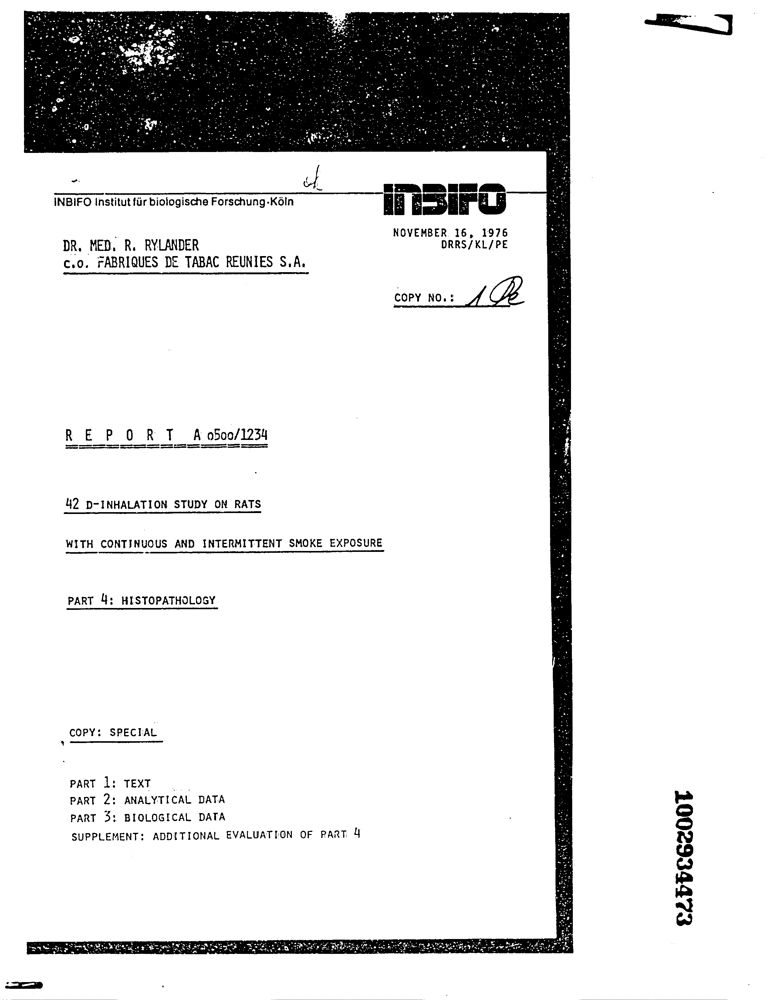 INBIFO Institut für biologische Forschung·Köln
INBIFO
NOVEMBER 16, 1976
DRRS/KL/PE
DR. MED. R. RYLANDER
c.o. FABRIQUES DE TABAC REUNIES S.A.
COPY NO.: 1
R E P O R T A o5oo/1234
42 D-INHALATION STUDY ON RATS
WITH CONTINUOUS AND INTERMITTENT SMOKE EXPOSURE
PART 4: HISTOPATHOLOGY
COPY: SPECIAL
PART 1: TEXT
PART 2: ANALYTICAL DATA
PART 3: BIOLOGICAL DATA
SUPPLEMENT: ADDITIONAL EVALUATION OF PART 4
1002934473